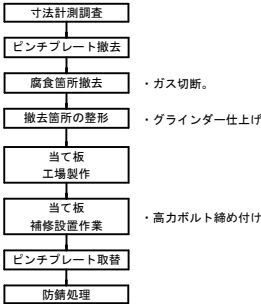 寸法計測調査
ピンチプレート撤去
腐食箇所撤去
・ガス切断。
撤去箇所の整形
・グラインダー仕上げ
当て板
工場製作
当て板
補修設置作業
・高力ボルト締め付け
ピンチプレート取替
防錆処理